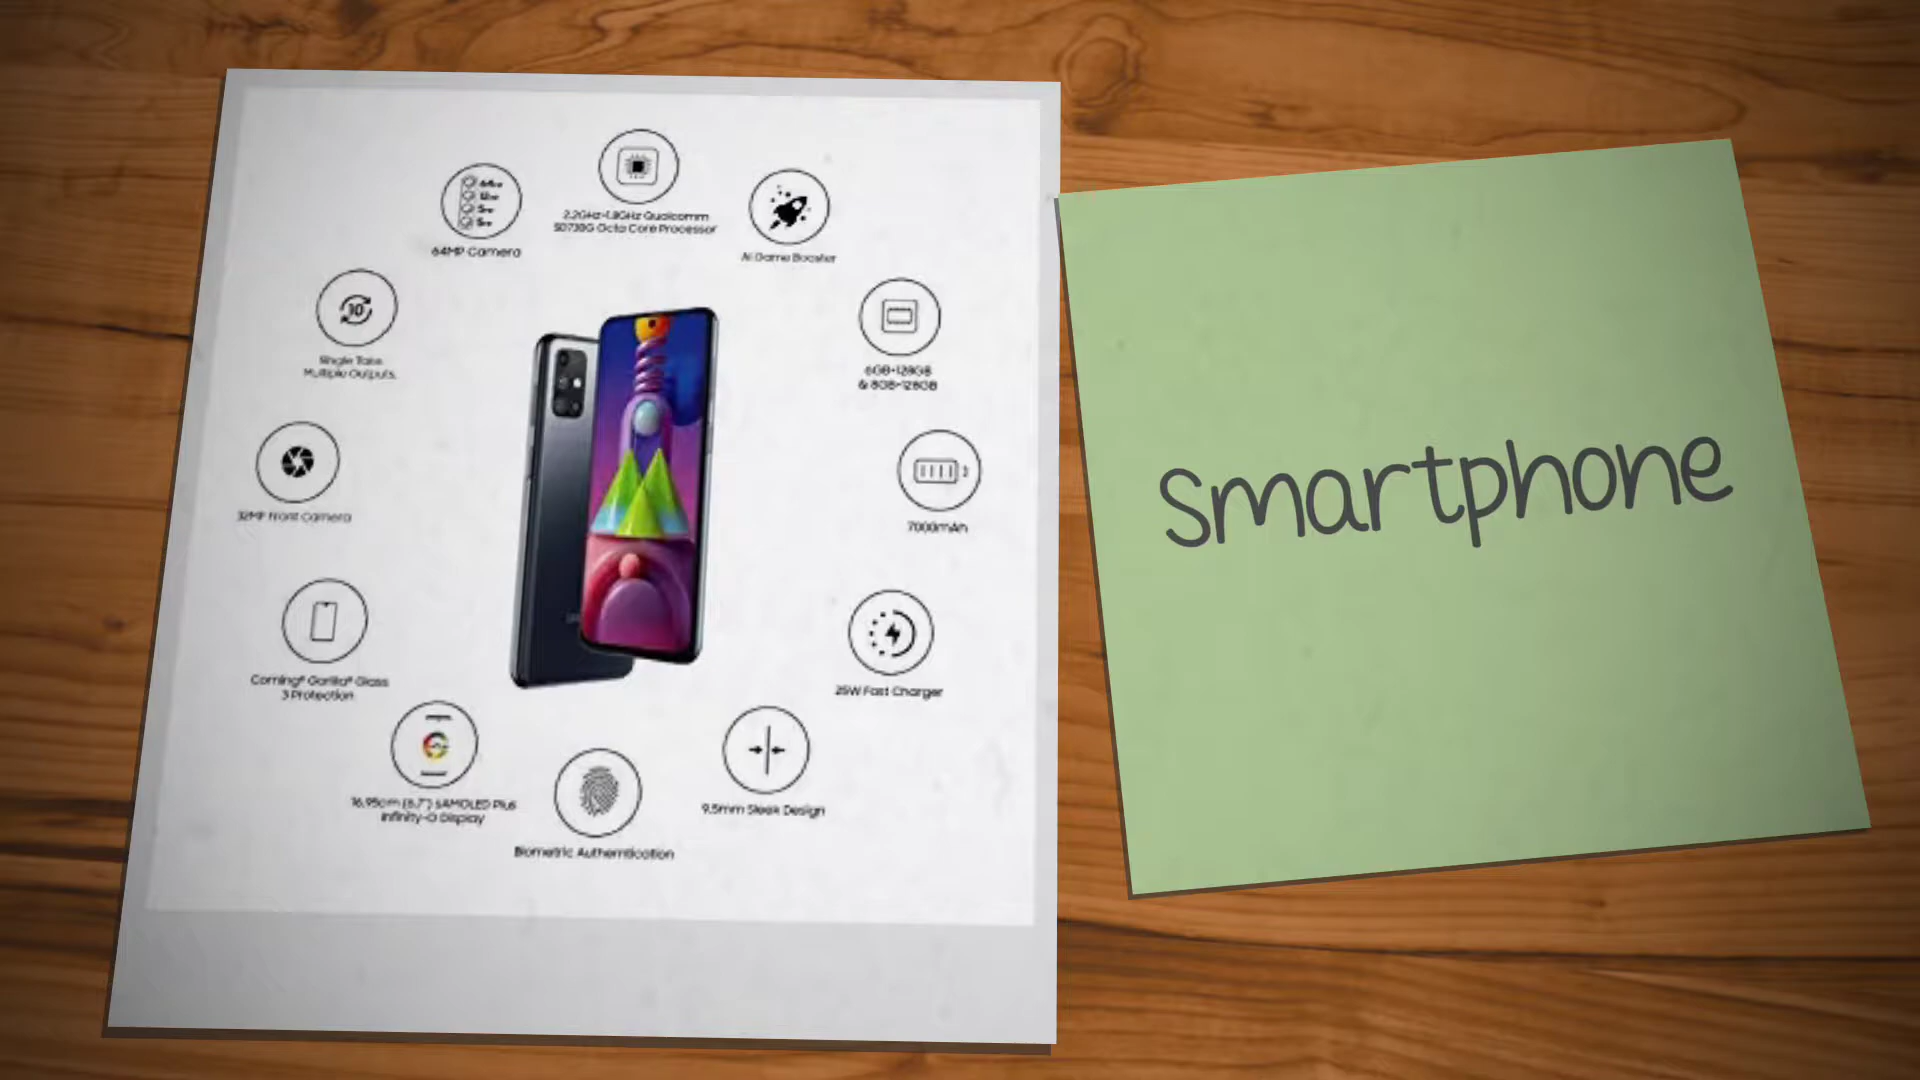 2.2GHz-1.8GHz Qualcomm
SD730G Octa Core Processor
64MP Camera
AI Game Booster
10
Single Take.
Multiple Outputs.
6GB+128GB
& 8GB+128GB
32MP Front Camera
7000mAh
Smartphone
Corning® Gorilla® Glass
3 Protection
25W Fast Charger
16.95cm (6.7") sAMOLED Plus
Infinity-O Display
9.5mm Sleek Design
Biometric Authentication